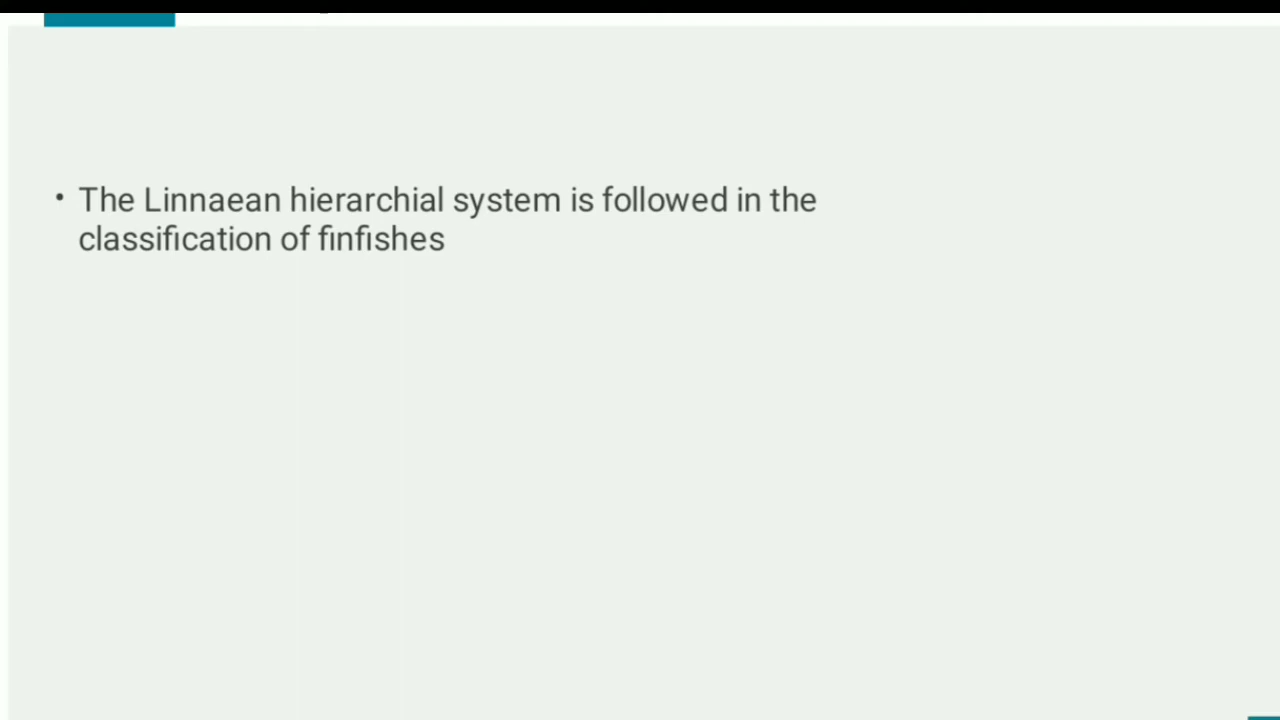 • The Linnaean hierarchial system is followed in the
classification of finfishes